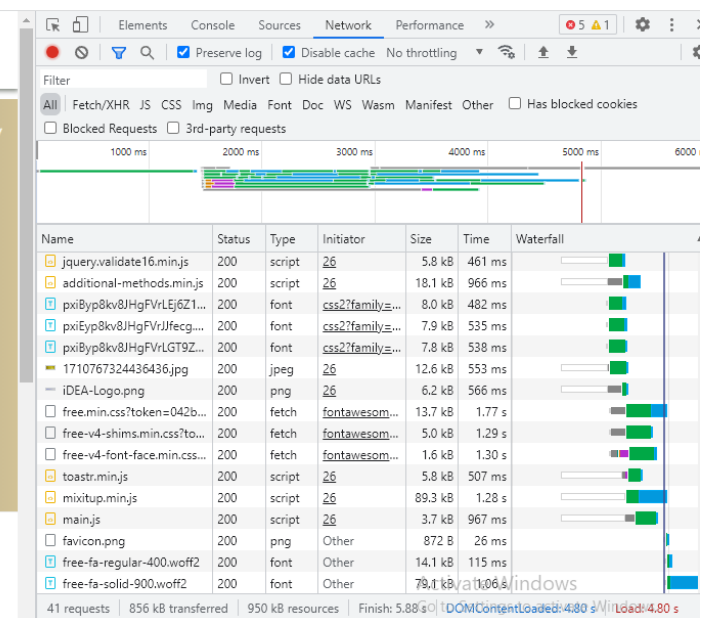 Elements Console Sources Network Performance » 5 1
Preserve log Disable cache No throttling
Filter Invert Hide data URLs
All Fetch/XHR JS CSS Img Media Font Doc WS Wasm Manifest Other Has blocked cookies
Blocked Requests 3rd-party requests
1000 ms 2000 ms 3000 ms 4000 ms 5000 ms 6000
Name Status Type Initiator Size Time Waterfall
jquery.validate16.min.js 200 script 26 5.8 kB 461 ms
additional-methods.min.js 200 script 26 18.1 kB 966 ms
pxiByp8kv8JHgFVrLEj6Z1... 200 font css2?family=... 8.0 kB 482 ms
pxiEyp8kv8JHgFVrJJfecg.... 200 font css2?family=... 7.9 kB 535 ms
pxiByp8kv8JHgFVrLGT9Z... 200 font css2?family=... 7.8 kB 538 ms
1710767324436436.jpg 200 jpeg 26 12.6 kB 553 ms
iDEA-Logo.png 200 png 26 6.2 kB 566 ms
free.min.css?token=042b... 200 fetch fontawesom... 13.7 kB 1.77 s
free-v4-shims.min.css?to... 200 fetch fontawesom... 5.0 kB 1.29 s
free-v4-font-face.min.css... 200 fetch fontawesom... 1.6 kB 1.30 s
toastr.min.js 200 script 26 5.8 kB 507 ms
mixitup.min.js 200 script 26 89.3 kB 1.28 s
main.js 200 script 26 3.7 kB 967 ms
favicon.png 200 png Other 872 B 26 ms
free-fa-regular-400.woff2 200 font Other 14.1 kB 115 ms
free-fa-solid-900.woff2 200 font Other 79.1 kB 1.06 s
Activate Windows
41 requests 856 kB transferred 950 kB resources Finish: 5.88 s DOMContentLoaded: 4.80 s Load: 4.80 s
Go to Settings to activate Windows.